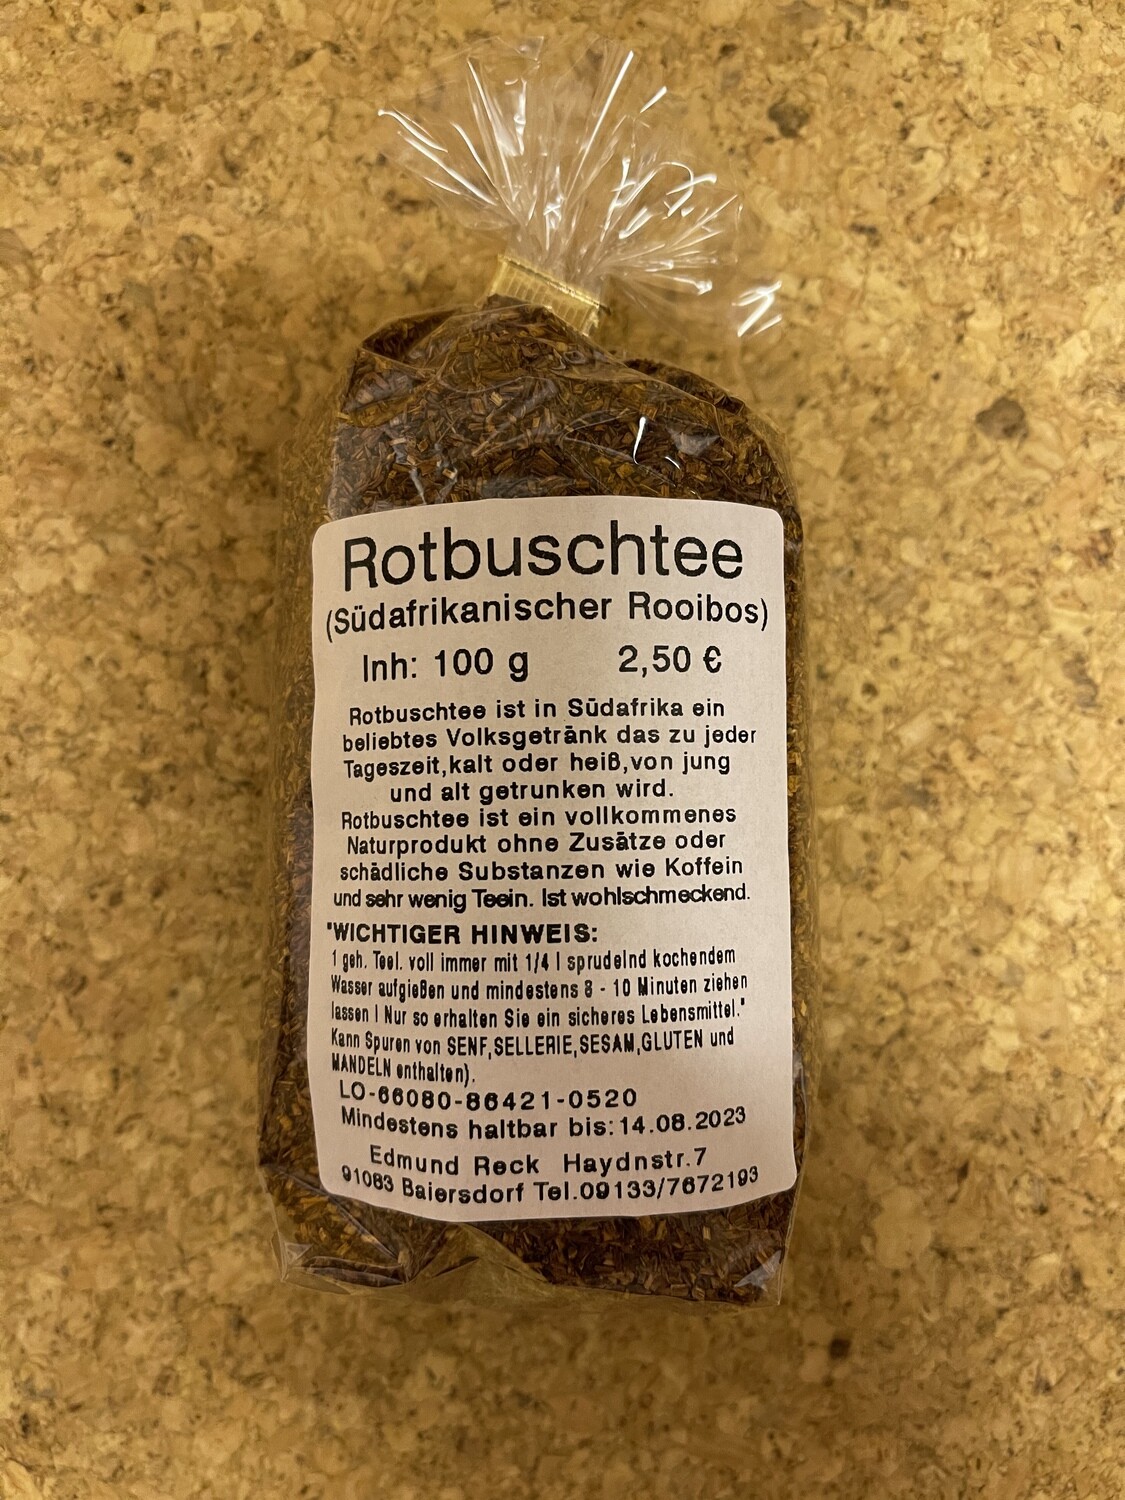 Rotbuschtee
(Südafrikanischer Rooibos)
Inh: 100 g 2,50 €
Rotbuschtee ist in Südafrika ein
beliebtes Volksgetränk das zu jeder
Tageszeit,kalt oder heiß,von jung
und alt getrunken wird.
Rotbuschtee ist ein vollkommenes
Naturprodukt ohne Zusätze oder
schädliche Substanzen wie Koffein
und sehr wenig Teein. Ist wohlschmeckend.
"WICHTIGER HINWEIS:
1 geh. Teel. voll immer mit 1/4 l sprudelnd kochendem
Wasser aufgießen und mindestens 8 - 10 Minuten ziehen
lassen ! Nur so erhalten Sie ein sicheres Lebensmittel."
Kann Spuren von SENF,SELLERIE,SESAM,GLUTEN und
MANDELN enthalten).
LO-66080-86421-0520
Mindestens haltbar bis:14.08.2023
Edmund Reck Haydnstr.7
91083 Baiersdorf Tel.09133/7672193